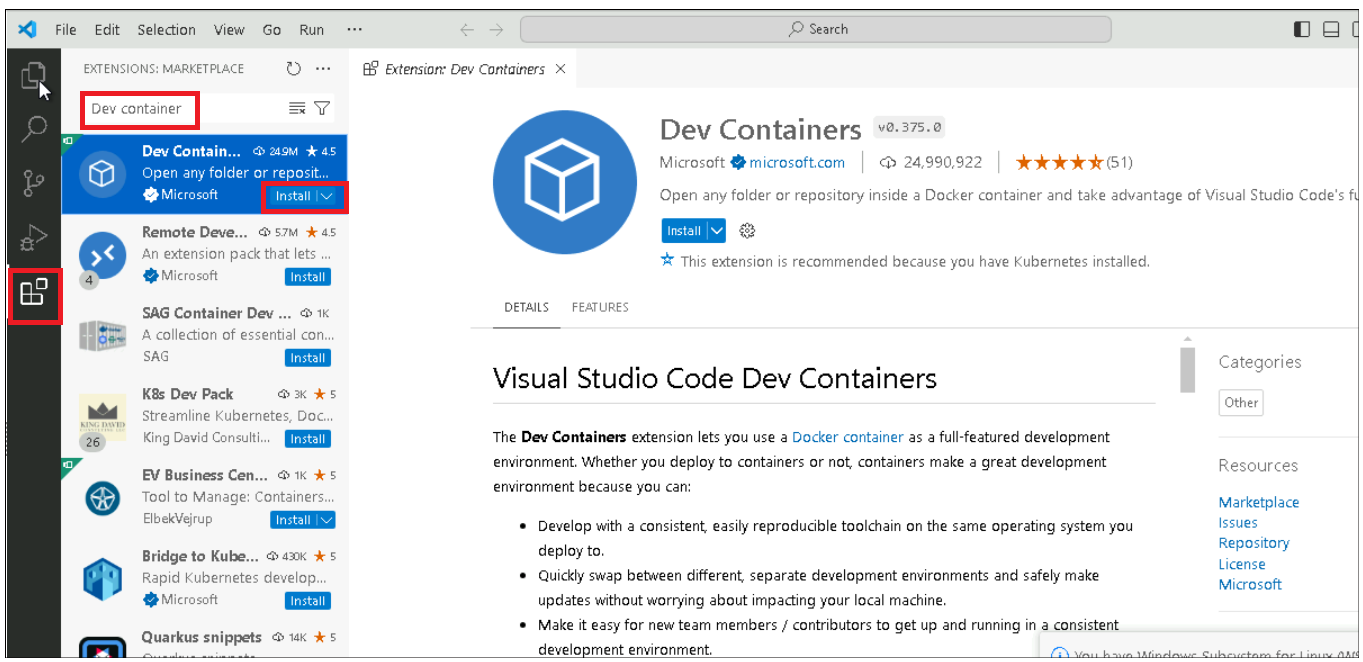 File Edit Selection View Go Run ···
Search
EXTENSIONS: MARKETPLACE ···
Dev container
Dev Contain... 24.9M ★ 4.5
Open any folder or reposit...
Microsoft Install
Remote Deve... 5.7M ★ 4.5
An extension pack that lets ...
4 Microsoft Install
SAG Container Dev ... 1K
A collection of essential con...
SAG Install
K8s Dev Pack 3K ★ 5
Streamline Kubernetes, Doc...
KING DAVID
26 King David Consulti... Install
EV Business Cen... 1K ★ 5
Tool to Manage: Containers...
ElbekVejrup Install
Bridge to Kube... 430K ★ 5
Rapid Kubernetes develop...
Microsoft Install
Quarkus snippets 14K ★ 5
Extension: Dev Containers ×
Dev Containers v0.375.0
Microsoft microsoft.com 24,990,922 ★★★★★(51)
Open any folder or repository inside a Docker container and take advantage of Visual Studio Code's
Install
This extension is recommended because you have Kubernetes installed.
DETAILS FEATURES
Visual Studio Code Dev Containers
The Dev Containers extension lets you use a Docker container as a full-featured development
environment. Whether you deploy to containers or not, containers make a great development
environment because you can:
• Develop with a consistent, easily reproducible toolchain on the same operating system you
deploy to.
• Quickly swap between different, separate development environments and safely make
updates without worrying about impacting your local machine.
• Make it easy for new team members / contributors to get up and running in a consistent
development environment.
Categories
Other
Resources
Marketplace
Issues
Repository
License
Microsoft
You have Windows Subsystem for Linux